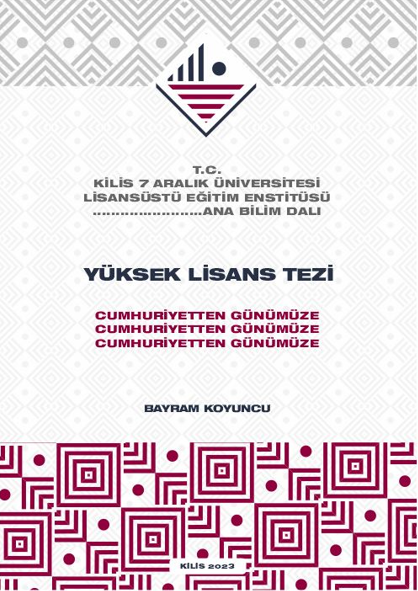 T.C.
KİLİS 7 ARALIK ÜNİVERSİTESİ
LİSANSÜSTÜ EĞİTİM ENSTİTÜSÜ
........................ANA BİLİM DALI
YÜKSEK LİSANS TEZİ
CUMHURİYETTEN GÜNÜMÜZE
CUMHURİYETTEN GÜNÜMÜZE
CUMHURİYETTEN GÜNÜMÜZE
BAYRAM KOYUNCU
KİLİS 2023